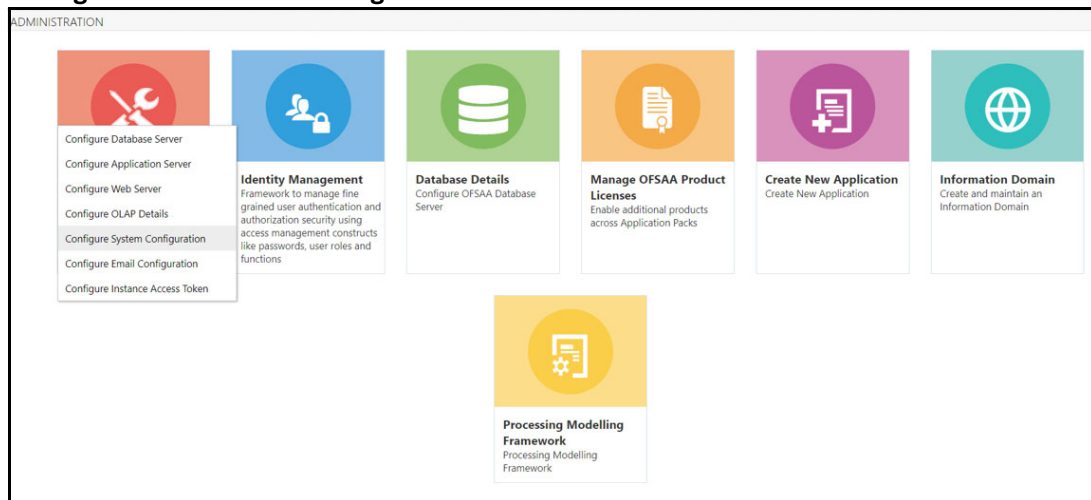 ADMINISTRATION
Configure Database Server
Configure Application Server
Configure Web Server
Configure OLAP Details
Configure System Configuration
Configure Email Configuration
Configure Instance Access Token
Identity Management
Framework to manage fine
grained user authentication and
authorization security using
access management constructs
like passwords, user roles and
functions
Database Details
Configure OFSAA Database
Server
Manage OFSAA Product
Licenses
Enable additional products
across Application Packs
Create New Application
Create New Application
Information Domain
Create and maintain an
Information Domain
Processing Modelling
Framework
Processing Modelling
Framework